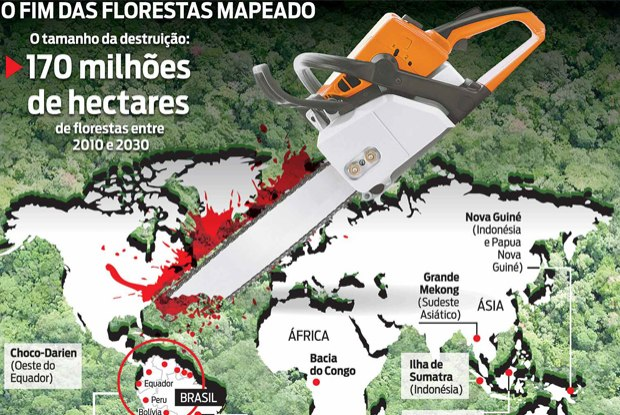 O FIM DAS FLORESTAS MAPEADO
O tamanho da destruição:
170 milhões
de hectares
de florestas entre
2010 e 2030
Nova Guiné
(Indonésia
e Papua
Nova
Guiné)
Grande
Mekong
(Sudeste
Asiático)
ÁSIA
ÁFRICA
Choco-Darien
(Oeste do
Equador)
Bacia
do Congo
Ilha de
Sumatra
(Indonésia)
Equador
Peru
BRASIL
Bolívia